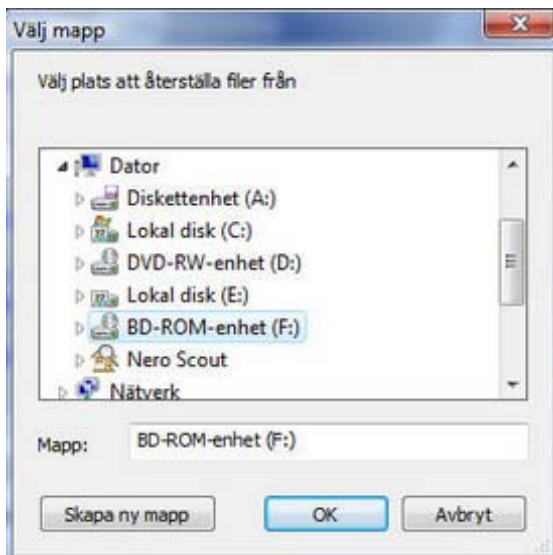 Välj mapp
Välj plats att återställa filer från
Dator
Diskettenhet (A:)
Lokal disk (C:)
DVD-RW-enhet (D:)
Lokal disk (E:)
BD-ROM-enhet (F:)
Nero Scout
Nätverk
Mapp: BD-ROM-enhet (F:)
Skapa ny mapp OK Avbryt